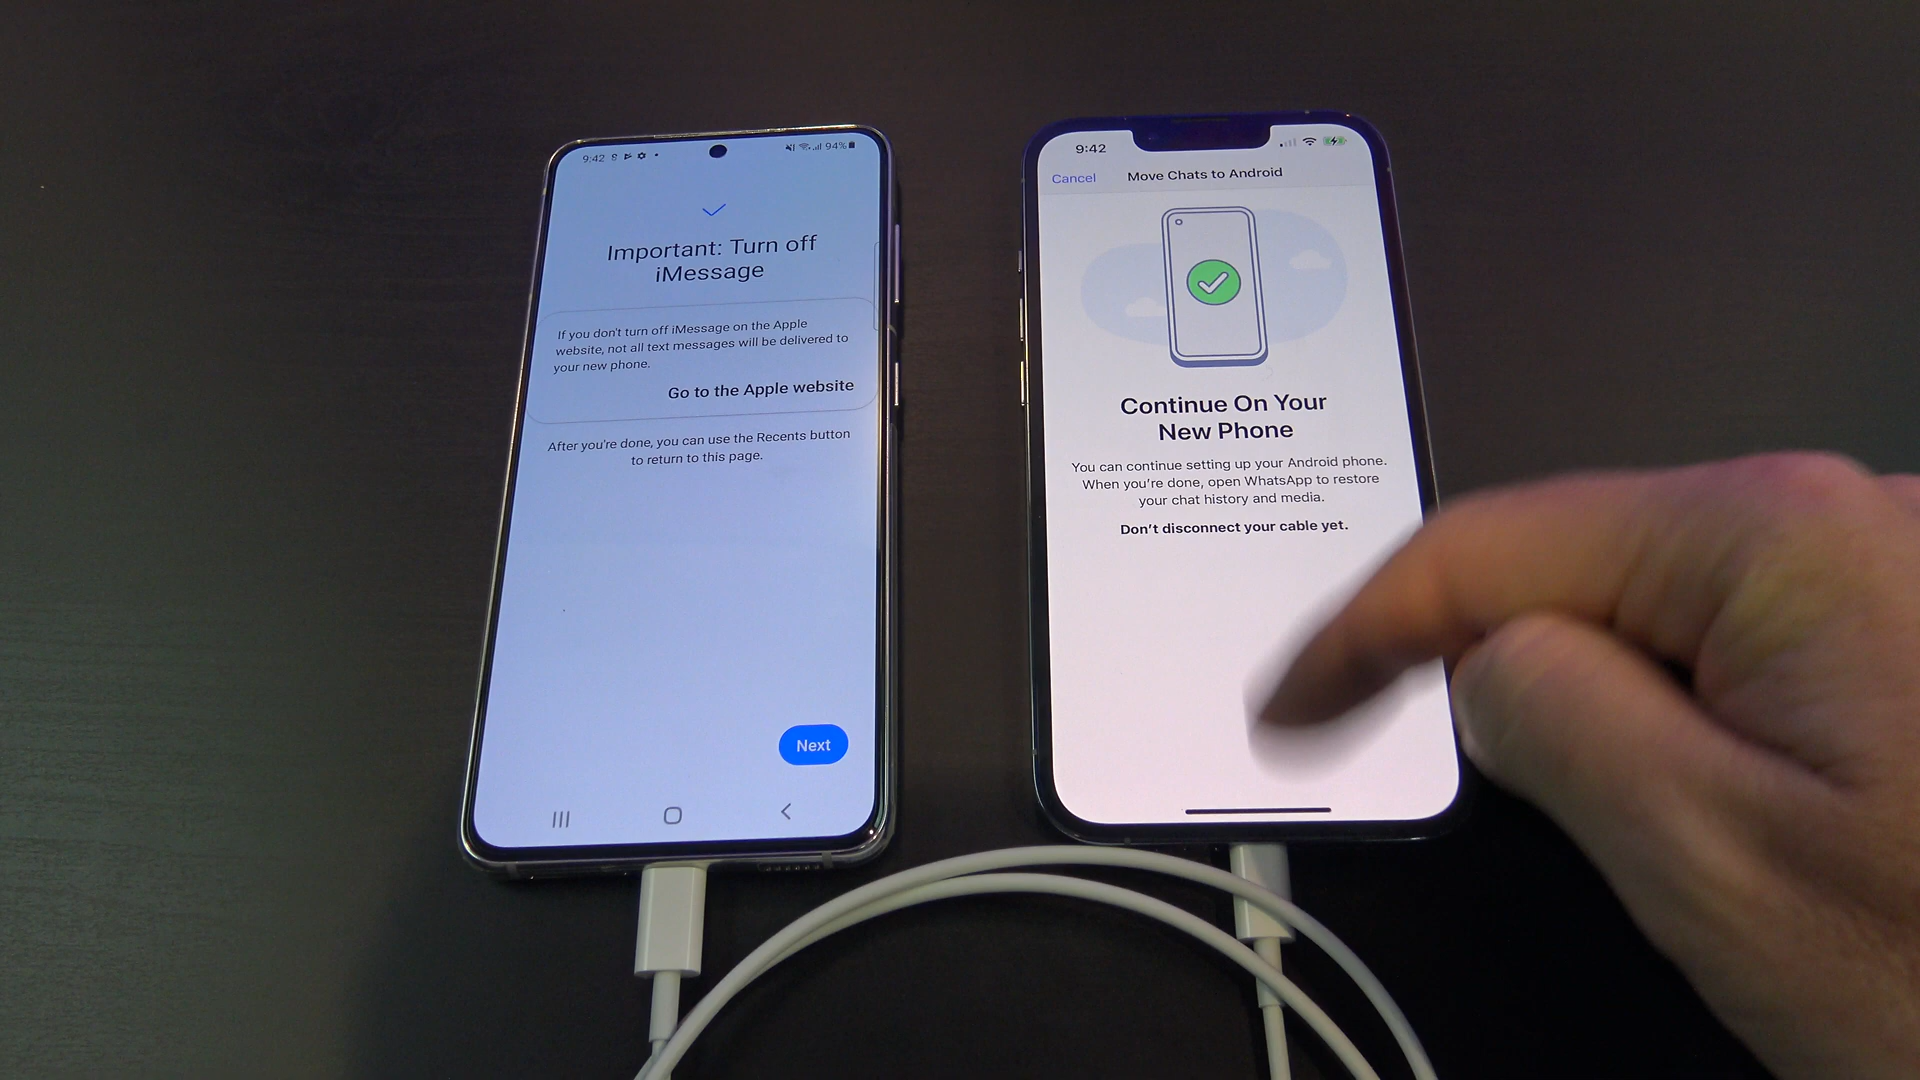 9:42
94%
Important: Turn off
iMessage
If you don't turn off iMessage on the Apple
website, not all text messages will be delivered to
your new phone.
Go to the Apple website
After you're done, you can use the Recents button
to return to this page.
Next
9:42
Cancel
Move Chats to Android
Continue On Your
New Phone
You can continue setting up your Android phone.
When you're done, open WhatsApp to restore
your chat history and media.
Don't disconnect your cable yet.